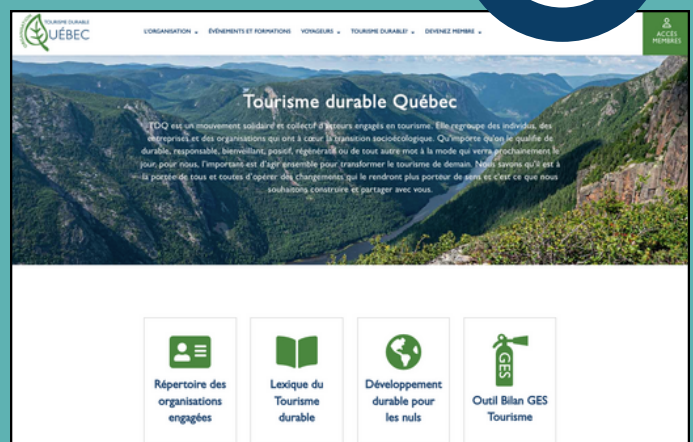 TOURISME DURABLE
QUÉBEC
L'ORGANISATION
ÉVÉNEMENTS ET FORMATIONS
VOYAGEURS
TOURISME DURABLE?
DEVENEZ MEMBRE
ACCÈS
MEMBRES
Tourisme durable Québec
TDQ est un mouvement solidaire et collectif d'acteurs engagés en tourisme. Elle regroupe des individus, des
entreprises et des organisations qui ont à cœur la transition socioécologique. Qu'importe qu'on le qualifie de
durable, responsable, bienveillant, positif, régénératif ou de tout autre mot à la mode qui verra prochainement le
jour, pour nous, l'important est d'agir ensemble pour transformer le tourisme de demain. Nous savons qu'il est à
la portée de tous et toutes d'opérer des changements qui le rendront plus porteur de sens et c'est ce que nous
souhaitons construire et partager avec vous.
Répertoire des
organisations
engagées
Lexique du
Tourisme
durable
Développement
durable pour
les nuls
GES
Outil Bilan GES
Tourisme